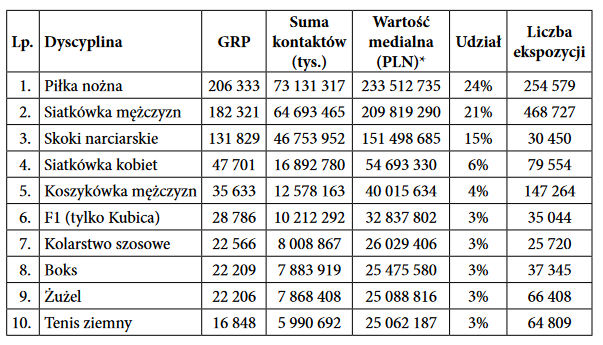 Lp. Dyscyplina GRP Suma kontaktów (tys.) Wartość medialna (PLN)* Udział Liczba ekspozycji
1. Piłka nożna 206 333 73 131 317 233 512 735 24% 254 579
2. Siatkówka mężczyzn 182 321 64 693 465 209 819 290 21% 468 727
3. Skoki narciarskie 131 829 46 753 952 151 498 685 15% 30 450
4. Siatkówka kobiet 47 701 16 892 780 54 693 330 6% 79 554
5. Koszykówka mężczyzn 35 633 12 578 163 40 015 634 4% 147 264
6. F1 (tylko Kubica) 28 786 10 212 292 32 837 802 3% 35 044
7. Kolarstwo szosowe 22 566 8 008 867 26 029 406 3% 25 720
8. Boks 22 209 7 883 919 25 475 580 3% 37 345
9. Żużel 22 206 7 868 408 25 088 816 3% 66 408
10. Tenis ziemny 16 848 5 990 692 25 062 187 3% 64 809